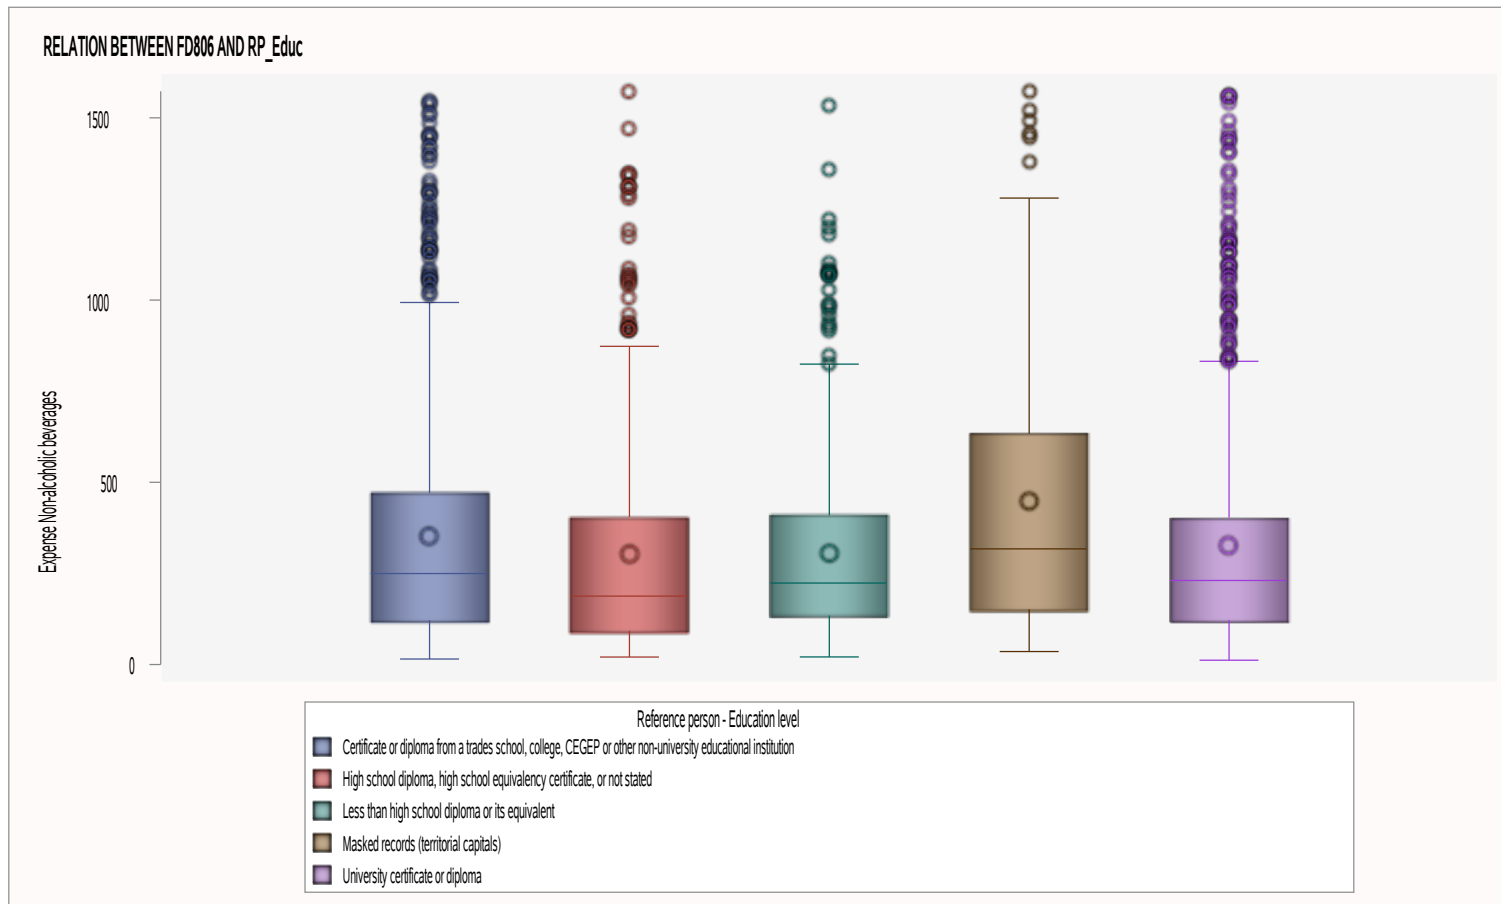 RELATION BETWEEN FD806 AND RP_Educ
Expense Non-alcoholic beverages
1500
1000
500
0
Reference person - Education level
Certificate or diploma from a trades school, college, CEGEP or other non-university educational institution
High school diploma, high school equivalency certificate, or not stated
Less than high school diploma or its equivalent
Masked records (territorial capitals)
University certificate or diploma